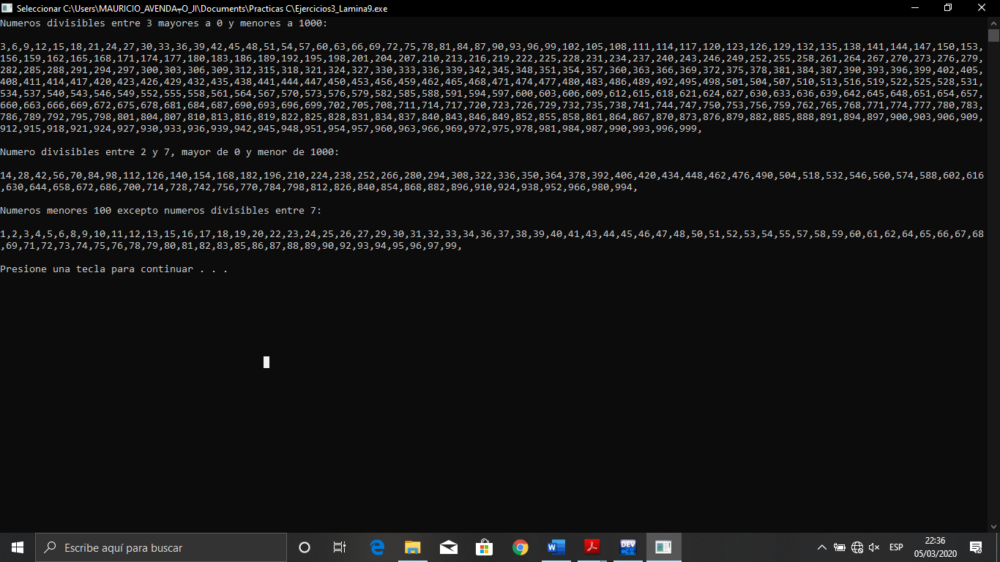 Seleccionar C:\Users\MAURICIO_AVENDA╤O_JI\Documents\Practicas C\Ejercicios3_Lamina9.exe
Numeros divisibles entre 3 mayores a 0 y menores a 1000:
3,6,9,12,15,18,21,24,27,30,33,36,39,42,45,48,51,54,57,60,63,66,69,72,75,78,81,84,87,90,93,96,99,102,105,108,111,114,117,120,123,126,129,132,135,138,141,144,147,150,153,
156,159,162,165,168,171,174,177,180,183,186,189,192,195,198,201,204,207,210,213,216,219,222,225,228,231,234,237,240,243,246,249,252,255,258,261,264,267,270,273,276,279,
282,285,288,291,294,297,300,303,306,309,312,315,318,321,324,327,330,333,336,339,342,345,348,351,354,357,360,363,366,369,372,375,378,381,384,387,390,393,396,399,402,405,
408,411,414,417,420,423,426,429,432,435,438,441,444,447,450,453,456,459,462,465,468,471,474,477,480,483,486,489,492,495,498,501,504,507,510,513,516,519,522,525,528,531,
534,537,540,543,546,549,552,555,558,561,564,567,570,573,576,579,582,585,588,591,594,597,600,603,606,609,612,615,618,621,624,627,630,633,636,639,642,645,648,651,654,657,
660,663,666,669,672,675,678,681,684,687,690,693,696,699,702,705,708,711,714,717,720,723,726,729,732,735,738,741,744,747,750,753,756,759,762,765,768,771,774,777,780,783,
786,789,792,795,798,801,804,807,810,813,816,819,822,825,828,831,834,837,840,843,846,849,852,855,858,861,864,867,870,873,876,879,882,885,888,891,894,897,900,903,906,909,
912,915,918,921,924,927,930,933,936,939,942,945,948,951,954,957,960,963,966,969,972,975,978,981,984,987,990,993,996,999,
Numero divisibles entre 2 y 7, mayor de 0 y menor de 1000:
14,28,42,56,70,84,98,112,126,140,154,168,182,196,210,224,238,252,266,280,294,308,322,336,350,364,378,392,406,420,434,448,462,476,490,504,518,532,546,560,574,588,602,616
,630,644,658,672,686,700,714,728,742,756,770,784,798,812,826,840,854,868,882,896,910,924,938,952,966,980,994,
Numeros menores 100 excepto numeros divisibles entre 7:
1,2,3,4,5,6,8,9,10,11,12,13,15,16,17,18,19,20,22,23,24,25,26,27,29,30,31,32,33,34,36,37,38,39,40,41,43,44,45,46,47,48,50,51,52,53,54,55,57,58,59,60,61,62,64,65,66,67,68
,69,71,72,73,74,75,76,78,79,80,81,82,83,85,86,87,88,89,90,92,93,94,95,96,97,99,
Presione una tecla para continuar . . .
Escribe aquí para buscar
W
DEV
ESP
22:36
05/03/2020